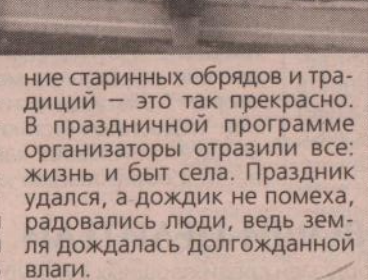 ние старинных обрядов и тра-
диций — это так прекрасно.
В праздничной программе
организаторы отразили все:
жизнь и быт села. Праздник
удался, а дождик не помеха,
радовались люди, ведь зем-
ля дождалась долгожданной
влаги.